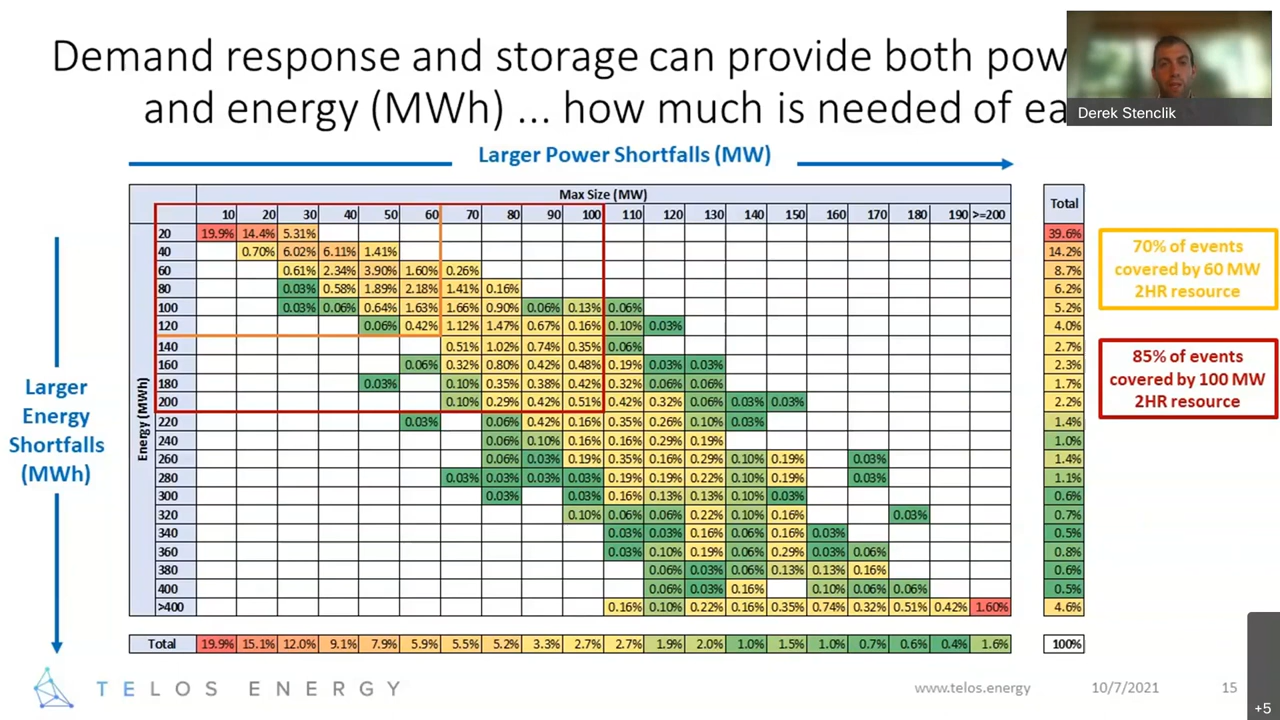 Demand response and storage can provide both pow
and energy (MWh) ... how much is needed of ea
Derek Stenclik
Larger Power Shortfalls (MW)
Max Size (MW)
10 20 30 40 50 60 70 80 90 100 110 120 130 140 150 160 170 180 190 >=200 Total
20 19.9% 14.4% 5.31% 39.6%
40 0.70% 6.02% 6.11% 1.41% 14.2%
60 0.61% 2.34% 3.90% 1.60% 0.26% 8.7%
80 0.03% 0.58% 1.89% 2.18% 1.41% 0.16% 6.2%
100 0.03% 0.06% 0.64% 1.63% 1.66% 0.90% 0.06% 0.13% 0.06% 5.2%
120 0.06% 0.42% 1.12% 1.47% 0.67% 0.16% 0.10% 0.03% 4.0%
140 0.51% 1.02% 0.74% 0.35% 0.06% 2.7%
160 0.06% 0.32% 0.80% 0.42% 0.48% 0.19% 0.03% 0.03% 2.3%
180 0.03% 0.10% 0.35% 0.38% 0.42% 0.32% 0.06% 0.06% 1.7%
200 0.10% 0.29% 0.42% 0.51% 0.42% 0.32% 0.06% 0.03% 0.03% 2.2%
220 0.03% 0.06% 0.42% 0.16% 0.35% 0.26% 0.10% 0.03% 1.4%
240 0.06% 0.10% 0.16% 0.16% 0.29% 0.19% 1.0%
260 0.06% 0.03% 0.19% 0.35% 0.16% 0.29% 0.10% 0.19% 0.03% 1.4%
280 0.03% 0.03% 0.03% 0.03% 0.19% 0.19% 0.22% 0.10% 0.19% 0.03% 1.1%
300 0.03% 0.03% 0.16% 0.13% 0.13% 0.10% 0.03% 0.6%
320 0.10% 0.06% 0.06% 0.22% 0.10% 0.16% 0.03% 0.7%
340 0.03% 0.03% 0.16% 0.06% 0.16% 0.03% 0.5%
360 0.03% 0.10% 0.19% 0.06% 0.29% 0.03% 0.06% 0.8%
380 0.06% 0.03% 0.06% 0.13% 0.13% 0.16% 0.6%
400 0.06% 0.03% 0.16% 0.10% 0.06% 0.06% 0.5%
>400 0.16% 0.10% 0.22% 0.16% 0.35% 0.74% 0.32% 0.51% 0.42% 1.60% 4.6%
Total 19.9% 15.1% 12.0% 9.1% 7.9% 5.9% 5.5% 5.2% 3.3% 2.7% 2.7% 1.9% 2.0% 1.0% 1.5% 1.0% 0.7% 0.6% 0.4% 1.6% 100%
Energy (MWh)
Larger
Energy
Shortfalls
(MWh)
70% of events
covered by 60 MW
2HR resource
85% of events
covered by 100 MW
2HR resource
TELOS ENERGY
www.telos.energy
10/7/2021
15
+5